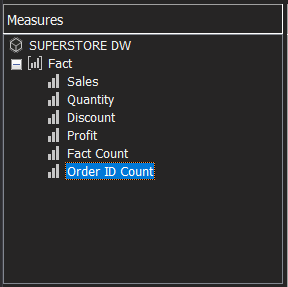 Measures
SUPERSTORE DW
Fact
Sales
Quantity
Discount
Profit
Fact Count
Order ID Count